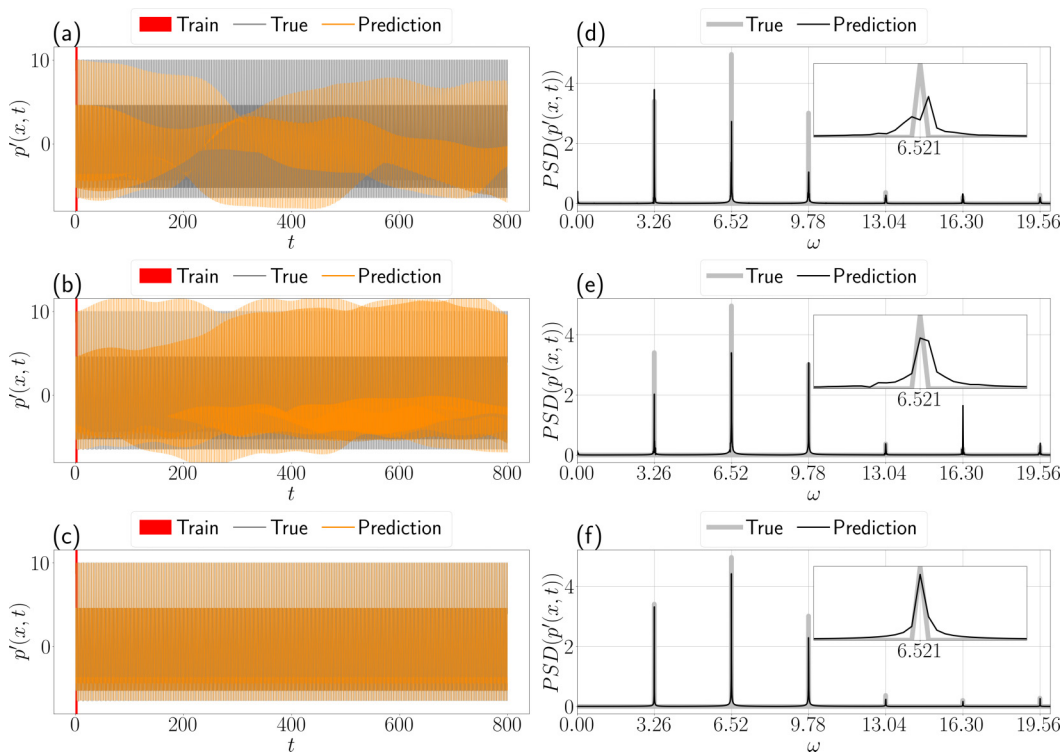 (a)
Train True Prediction
10
0
p′(x, t)
0 200 400 600 800
t
(d)
True Prediction
4
2
0
PSD(p′(x, t))
6.521
0.00 3.26 6.52 9.78 13.04 16.30 19.56
ω
(b)
Train True Prediction
10
0
p′(x, t)
0 200 400 600 800
t
(e)
True Prediction
4
2
0
PSD(p′(x, t))
6.521
0.00 3.26 6.52 9.78 13.04 16.30 19.56
ω
(c)
Train True Prediction
10
0
p′(x, t)
0 200 400 600 800
t
(f)
True Prediction
4
2
0
PSD(p′(x, t))
6.521
0.00 3.26 6.52 9.78 13.04 16.30 19.56
ω